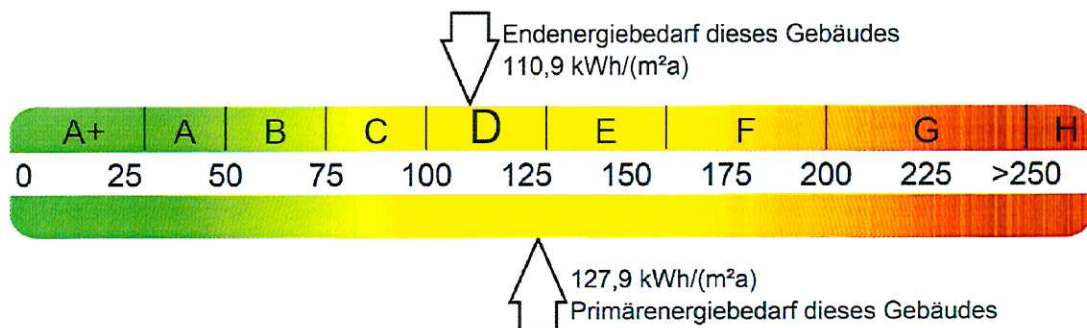 Endenergiebedarf dieses Gebäudes
110,9 kWh/(m²a)
A+ A B C D E F G H
0 25 50 75 100 125 150 175 200 225 >250
127,9 kWh/(m²a)
Primärenergiebedarf dieses Gebäudes